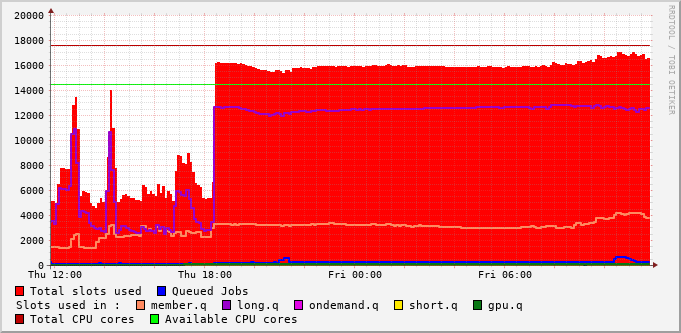 RRDTOOL / TOBI OETIKER
20000
18000
16000
14000
12000
10000
8000
6000
4000
2000
0
Thu 12:00 Thu 18:00 Fri 00:00 Fri 06:00
Total slots used Queued Jobs
Slots used in : member.q long.q ondemand.q short.q gpu.q
Total CPU cores Available CPU cores